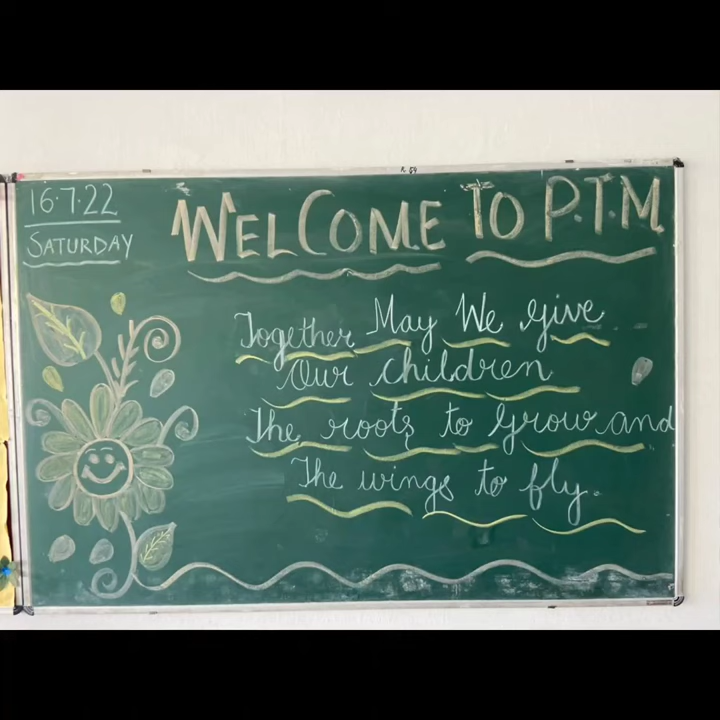 16.7.22
SATURDAY
WELCOME TO P.T.M.
Together May We Give
Our children
The roots to Grow and
The wings to fly.